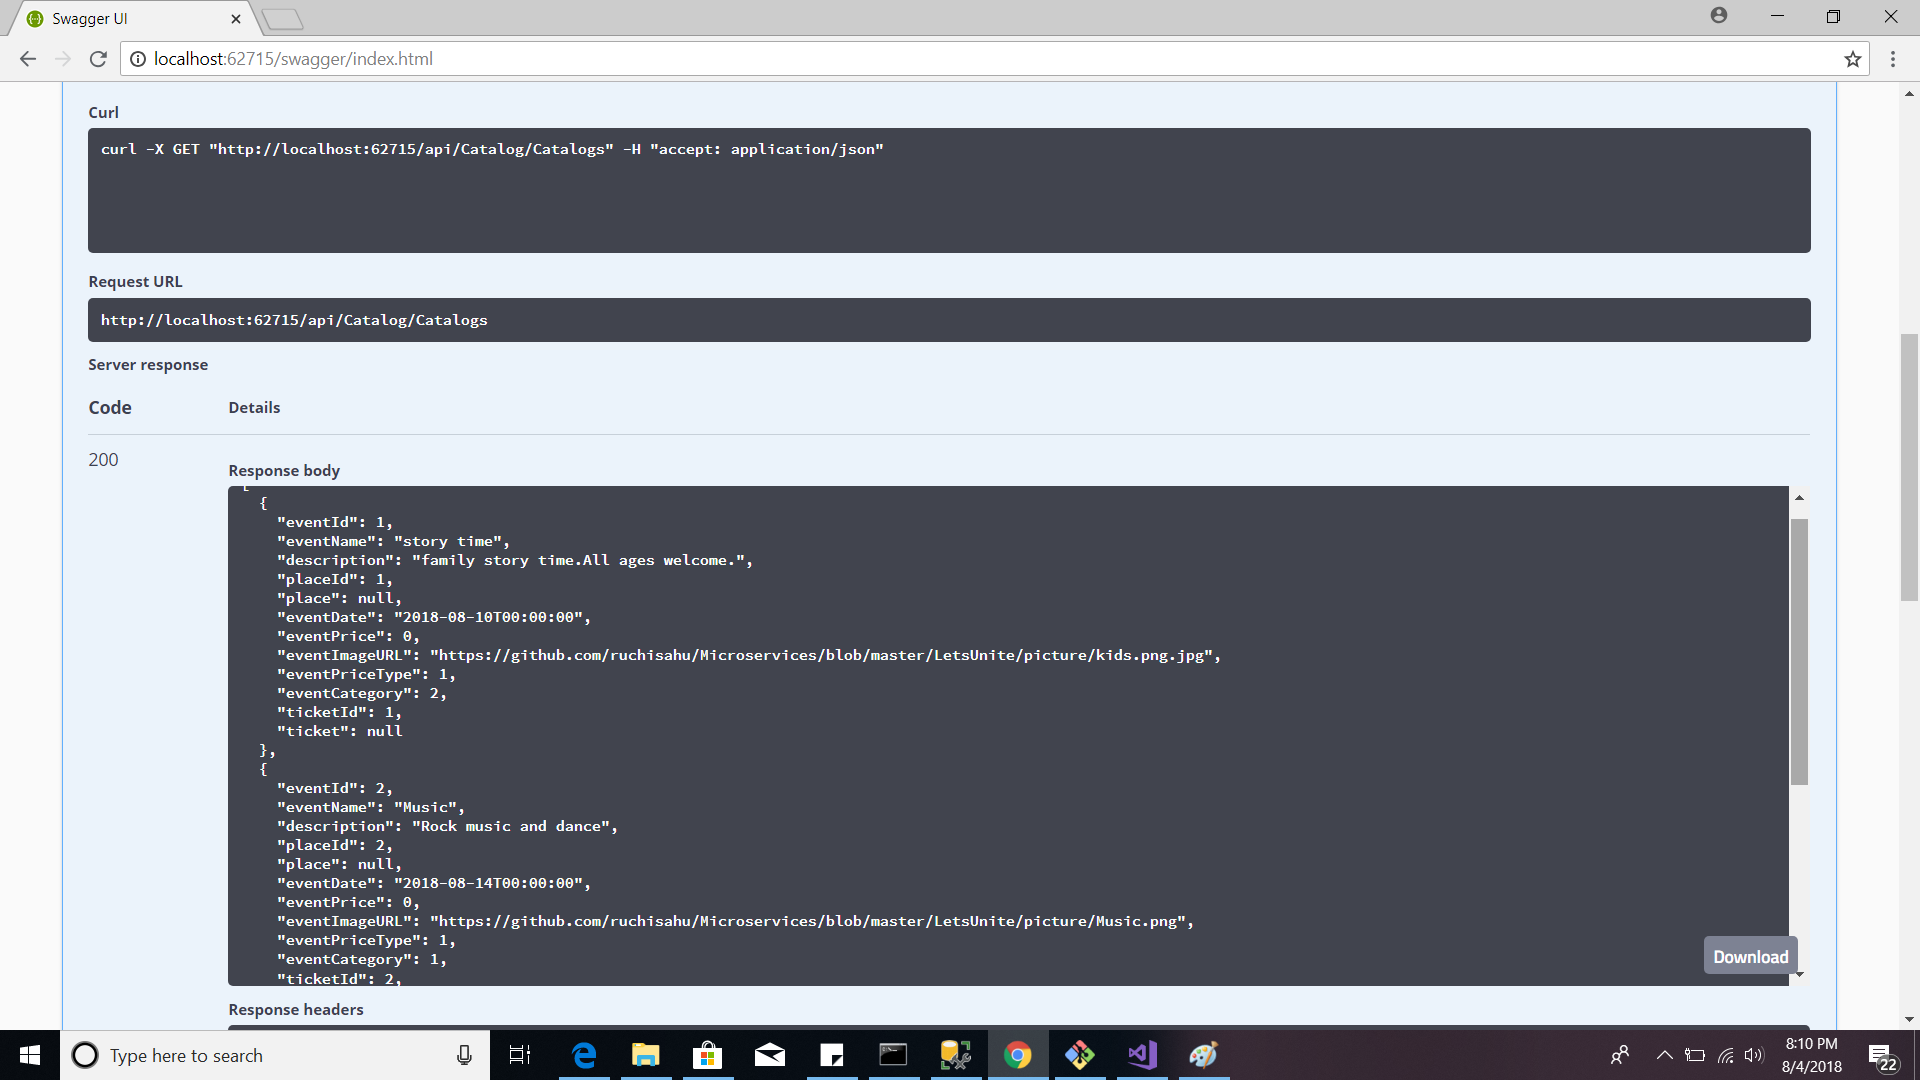 Swagger UI
localhost:62715/swagger/index.html
Curl
curl -X GET "http://localhost:62715/api/Catalog/Catalogs" -H "accept: application/json"
Request URL
http://localhost:62715/api/Catalog/Catalogs
Server response
Code Details
200
Response body
[
{
"eventId": 1,
"eventName": "story time",
"description": "family story time.All ages welcome.",
"placeId": 1,
"place": null,
"eventDate": "2018-08-10T00:00:00",
"eventPrice": 0,
"eventImageURL": "https://github.com/ruchisahu/Microservices/blob/master/LetsUnite/picture/kids.png.jpg",
"eventPriceType": 1,
"eventCategory": 2,
"ticketId": 1,
"ticket": null
},
{
"eventId": 2,
"eventName": "Music",
"description": "Rock music and dance",
"placeId": 2,
"place": null,
"eventDate": "2018-08-14T00:00:00",
"eventPrice": 0,
"eventImageURL": "https://github.com/ruchisahu/Microservices/blob/master/LetsUnite/picture/Music.png",
"eventPriceType": 1,
"eventCategory": 1,
"ticketId": 2,
Download
Response headers
Type here to search
8:10 PM
8/4/2018
22